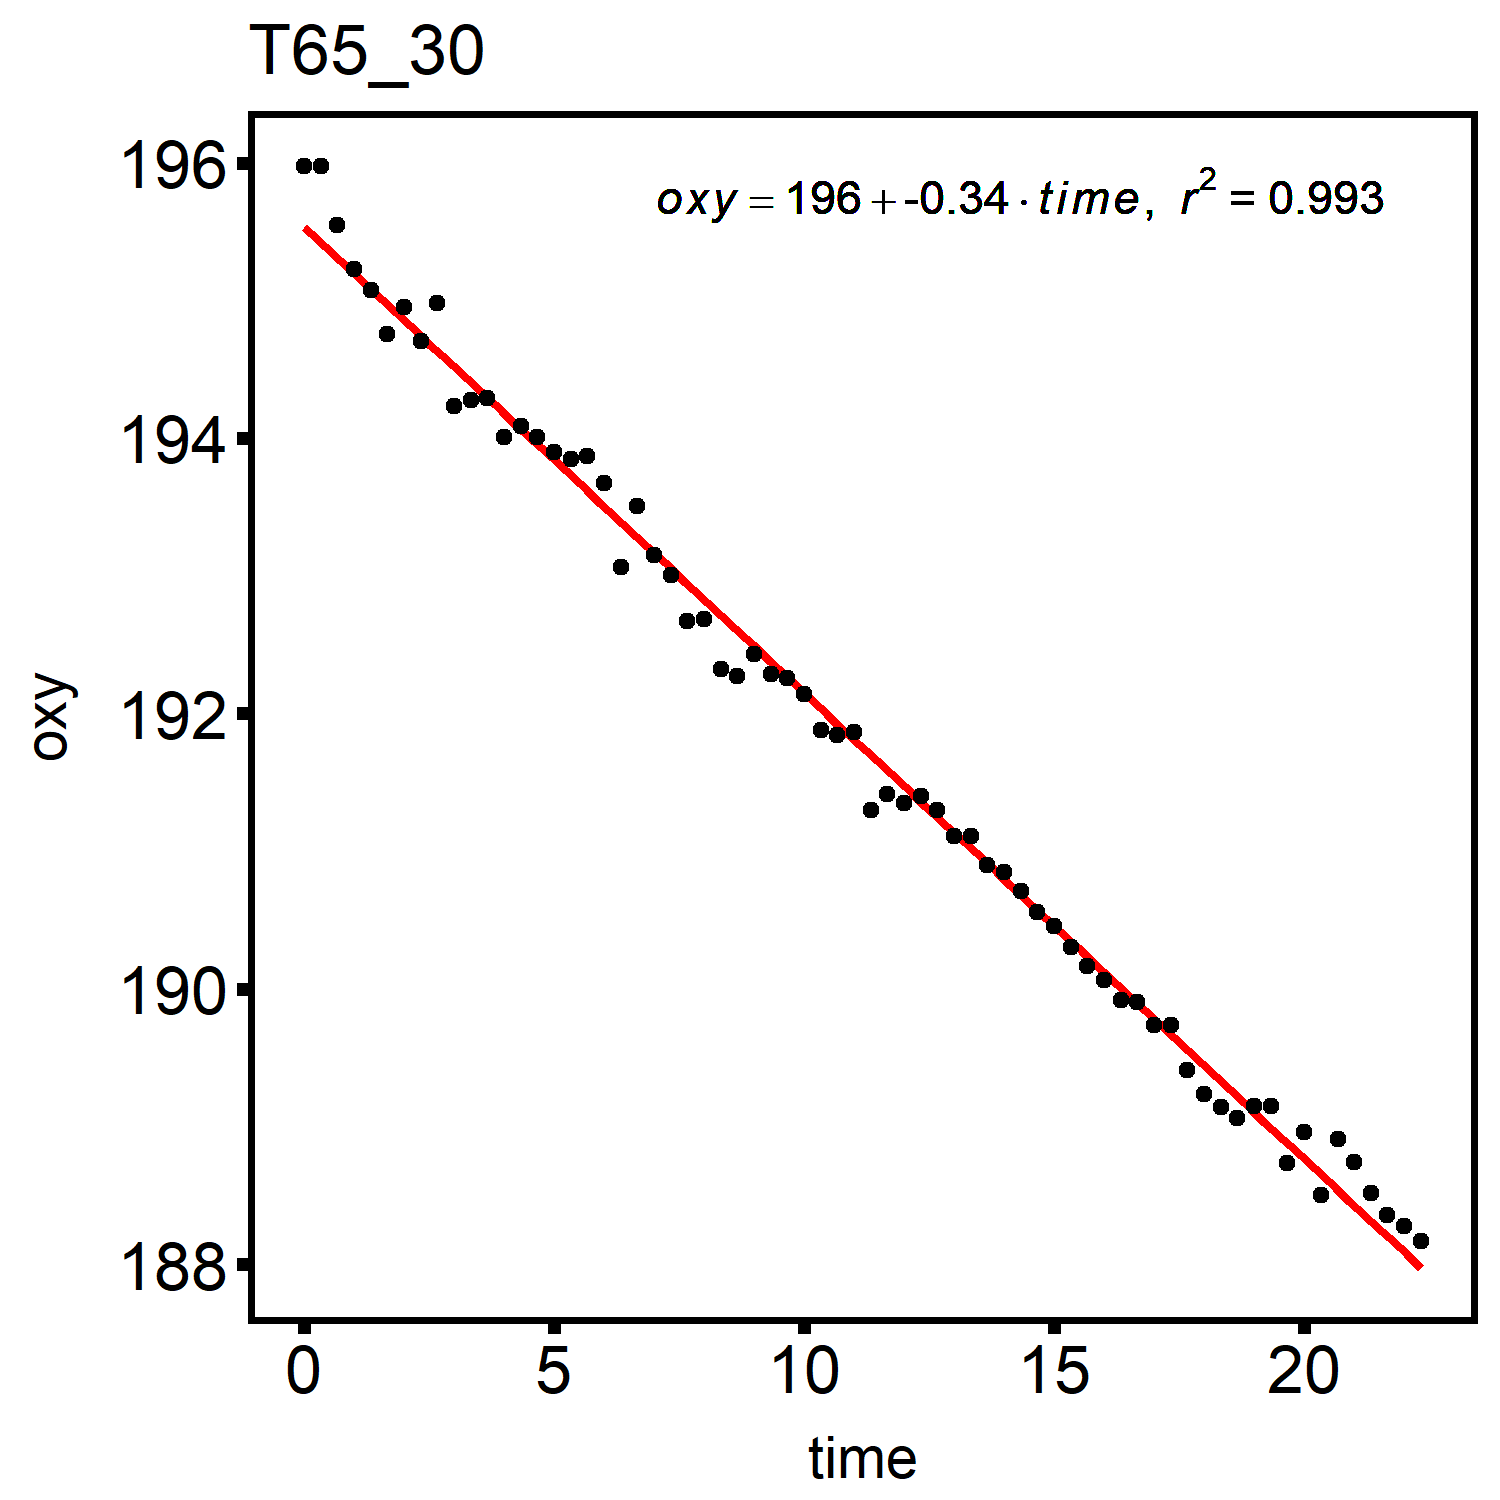 T65_30
oxy = 196 + -0.34 · time, r² = 0.993
196
194
192
190
188
oxy
0 5 10 15 20
time